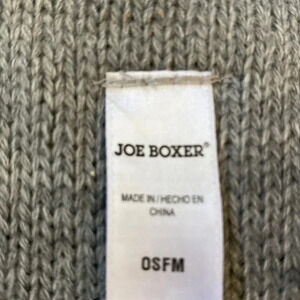 JOE BOXER®
MADE IN / HECHO EN
CHINA
OSFM